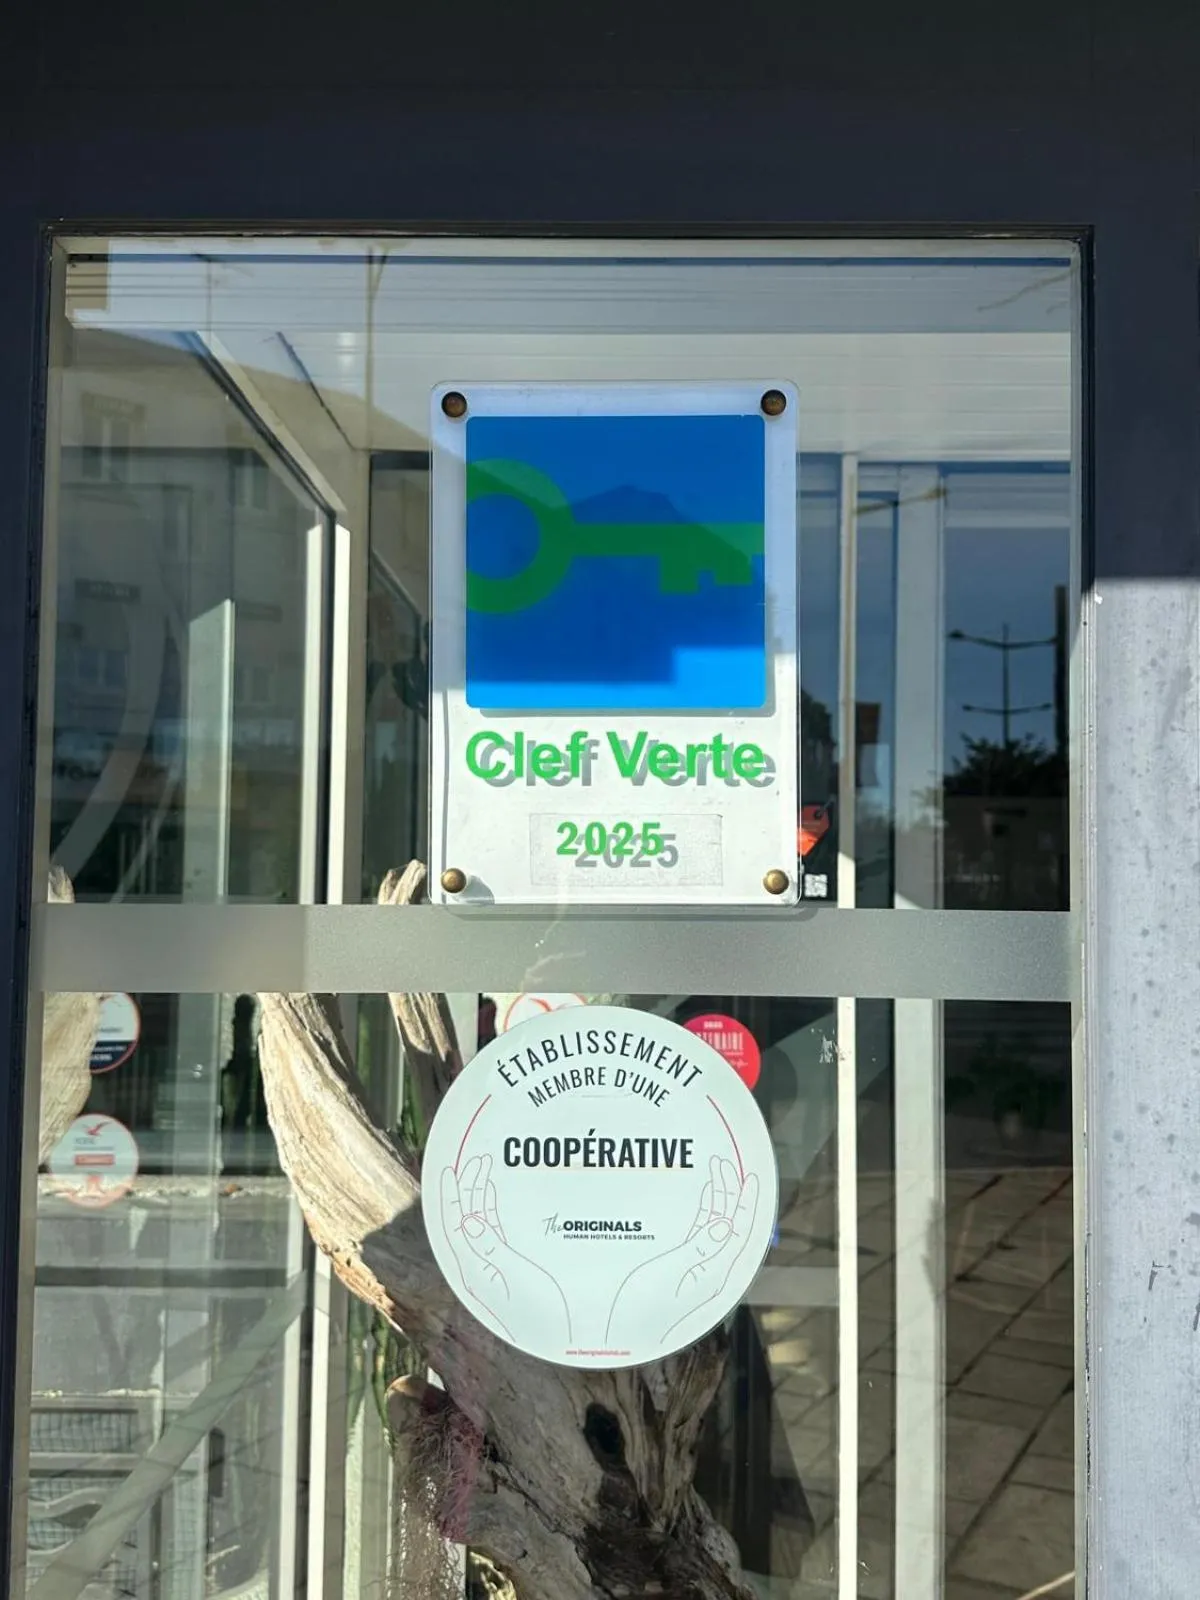 Clef Verte
2025
ÉTABLISSEMENT
MEMBRE D'UNE
COOPÉRATIVE
The ORIGINALS
HUMAN HOTELS & RESORTS